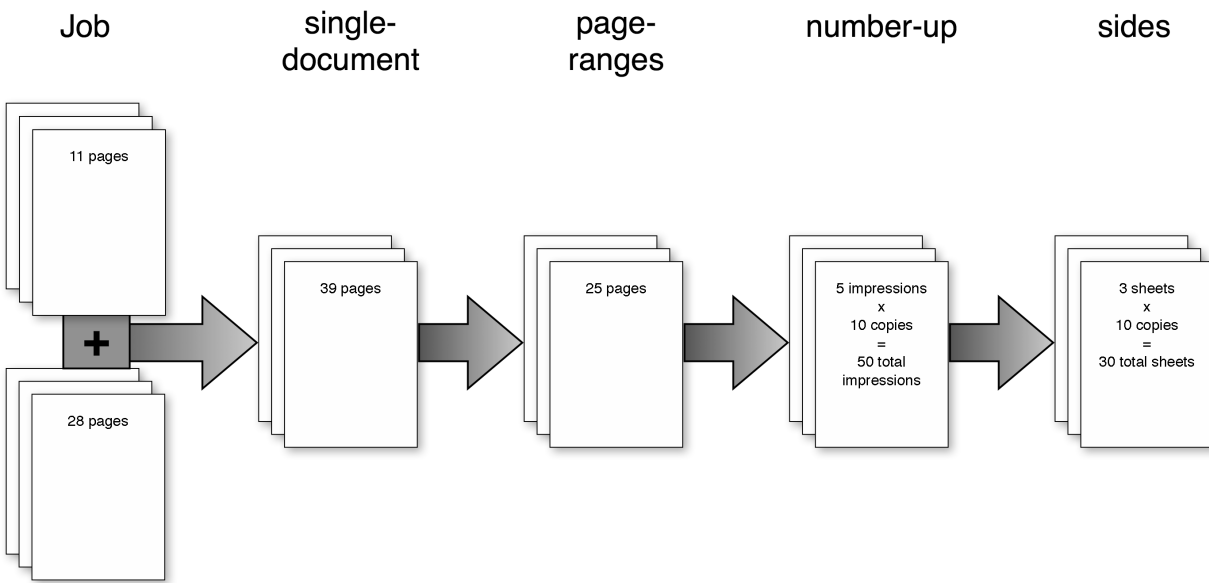 Job
single-
document
page-
ranges
number-up
sides
11 pages
+
28 pages
39 pages
25 pages
5 impressions
x
10 copies
=
50 total
impressions
3 sheets
x
10 copies
=
30 total sheets